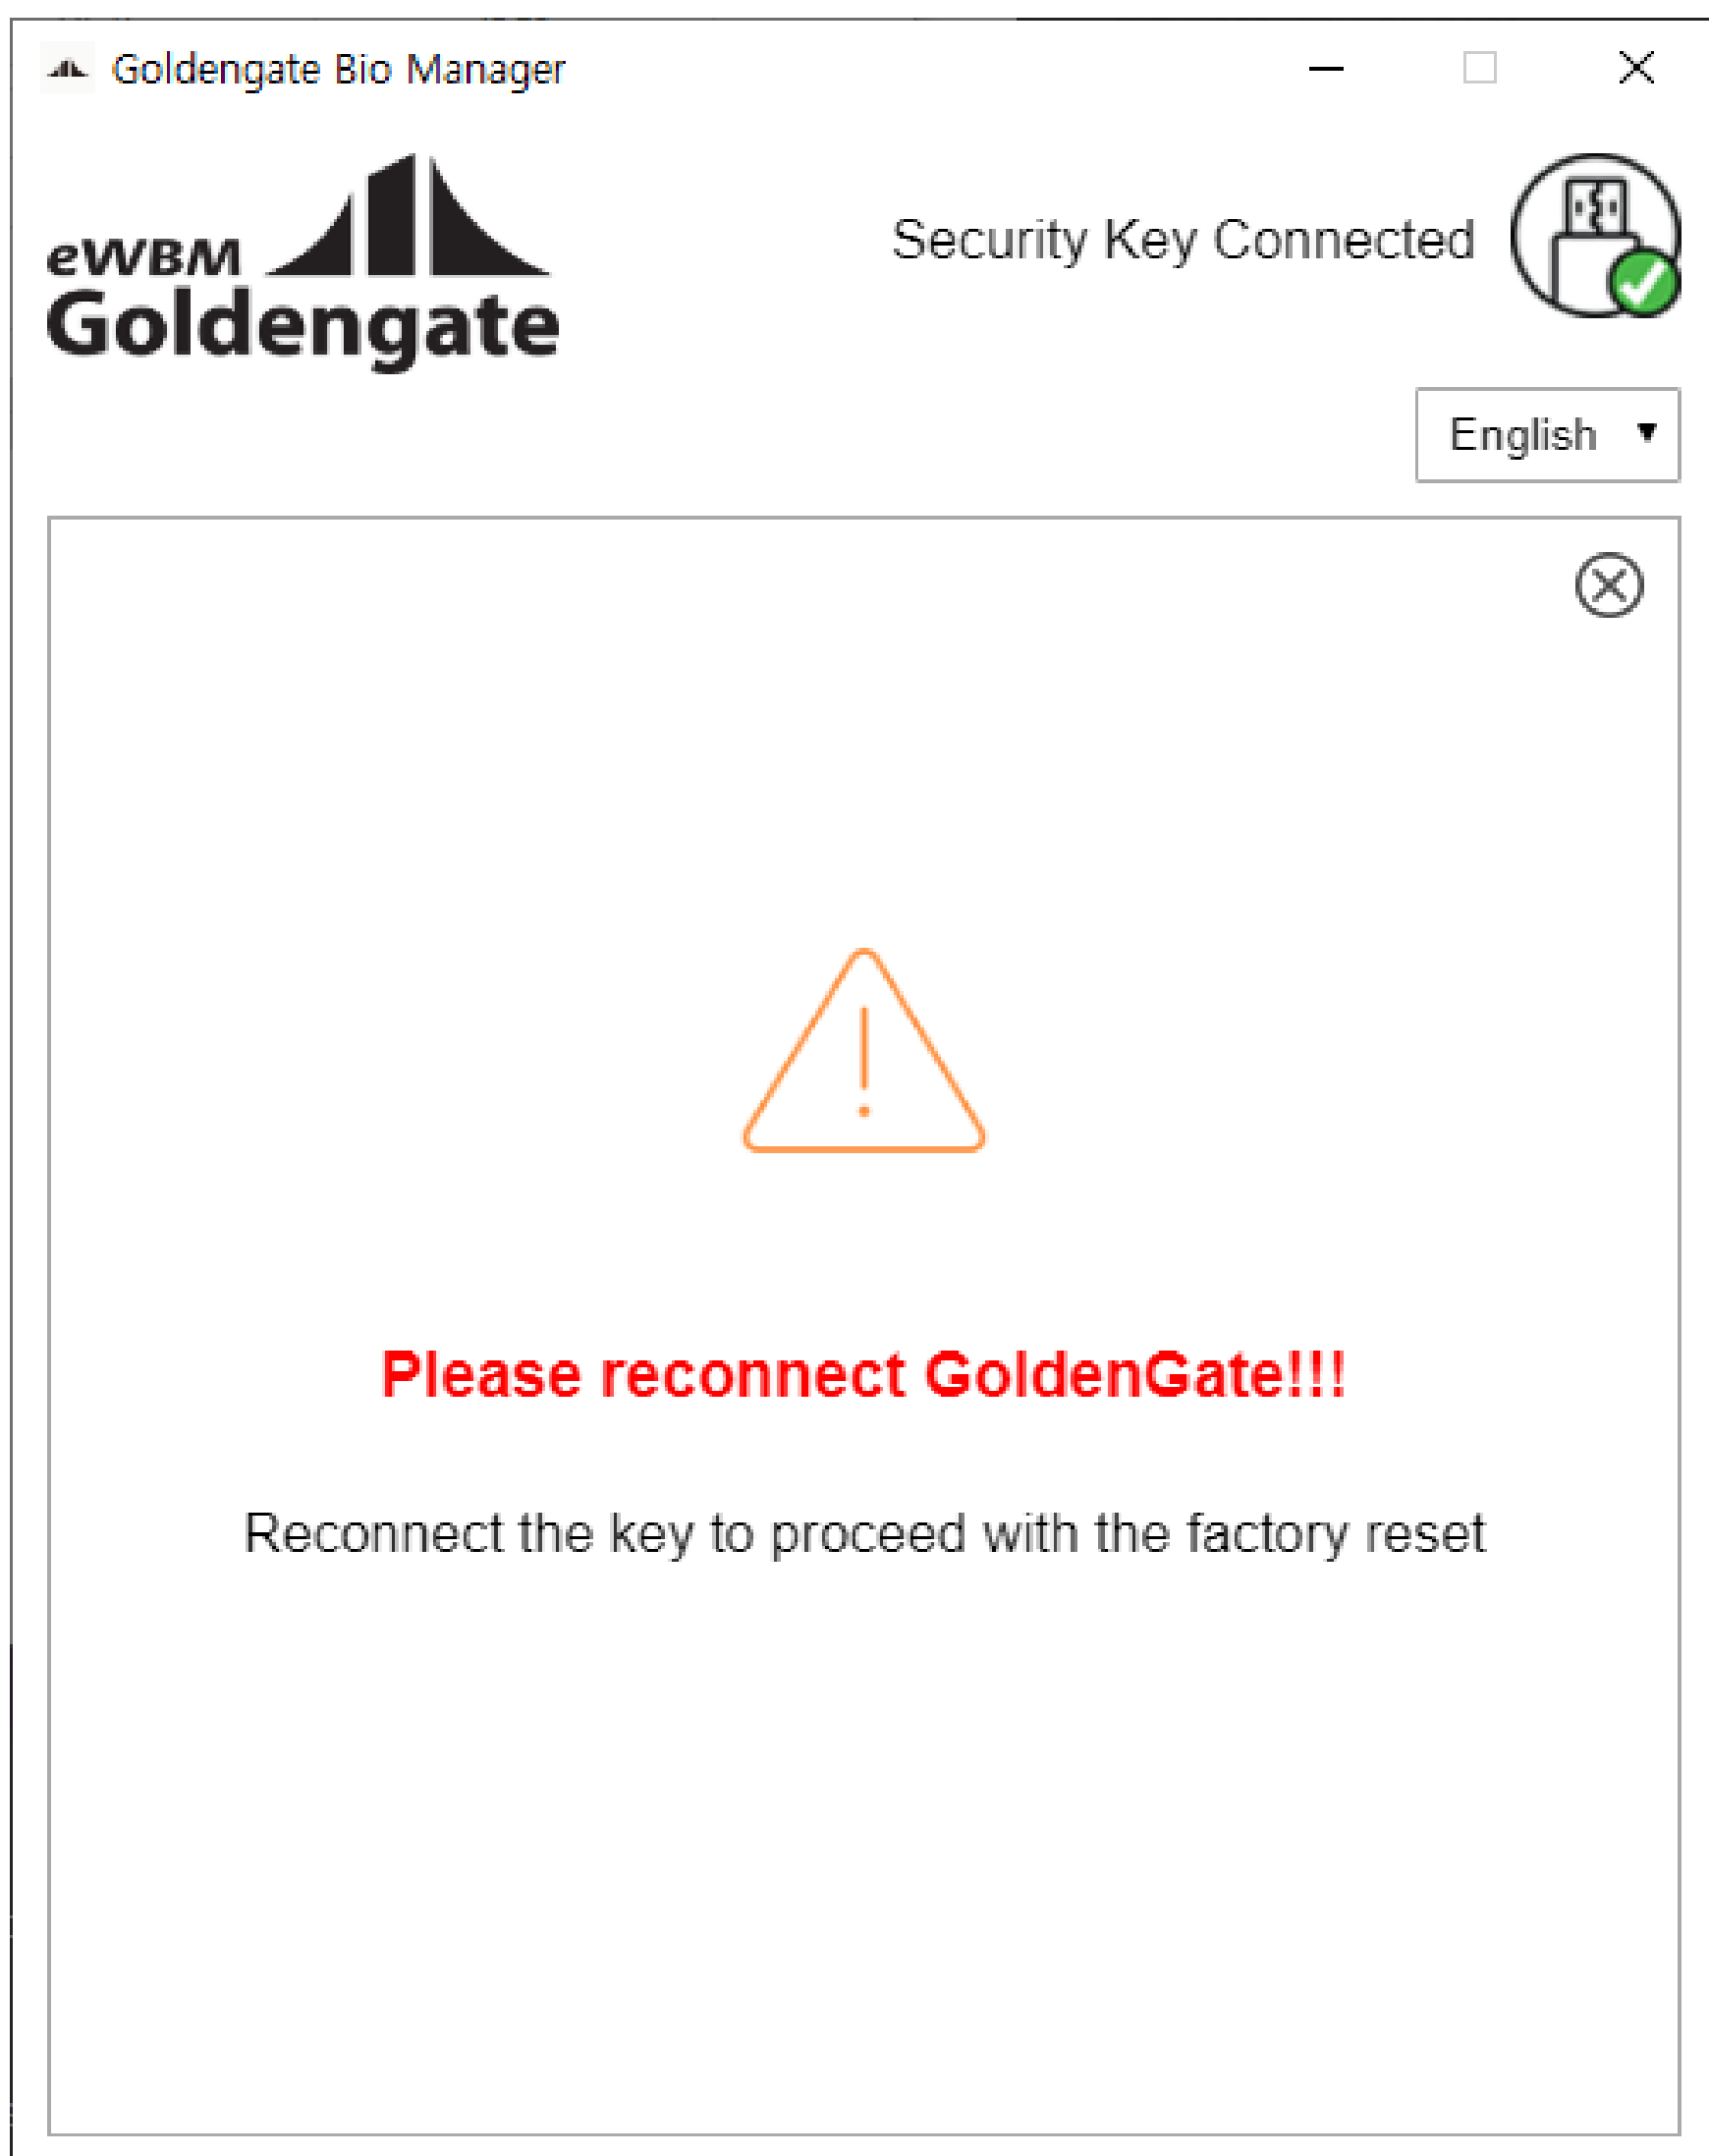 Goldengate Bio Manager
eWBM
Goldengate
Security Key Connected
English
Please reconnect GoldenGate!!!
Reconnect the key to proceed with the factory reset